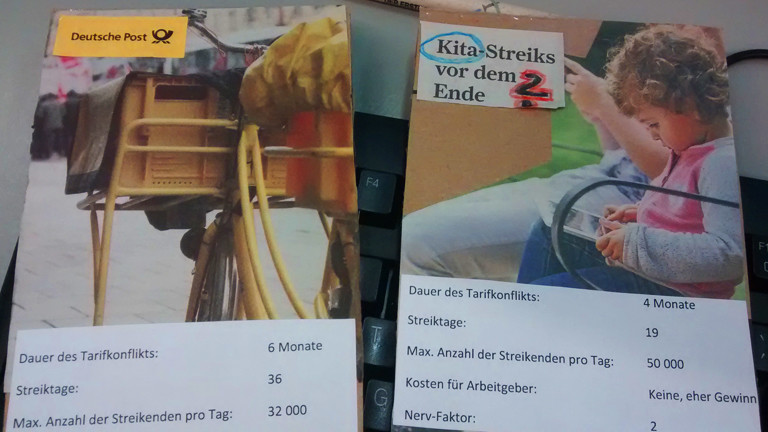 Deutsche Post
Dauer des Tarifkonflikts: 6 Monate
Streiktage: 36
Max. Anzahl der Streikenden pro Tag: 32 000
Kita-Streiks
vor dem
Ende
2
Dauer des Tarifkonflikts: 4 Monate
Streiktage: 19
Max. Anzahl der Streikenden pro Tag: 50 000
Kosten für Arbeitgeber: Keine, eher Gewinn
Nerv-Faktor: 2
F4
T
G